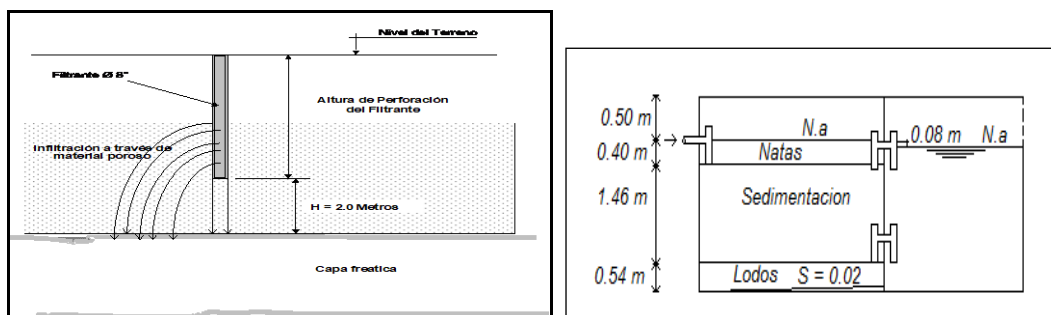 Nivel del Terreno
Filtrante Ø 8"
Altura de Perforación
del Filtrante
Infiltración a través de
material poroso
H = 2.0 Metros
Capa freatica
0.50 m
N.a
0.08 m N.a
0.40 m
Natas
1.46 m
Sedimentacion
0.54 m
Lodos S = 0.02